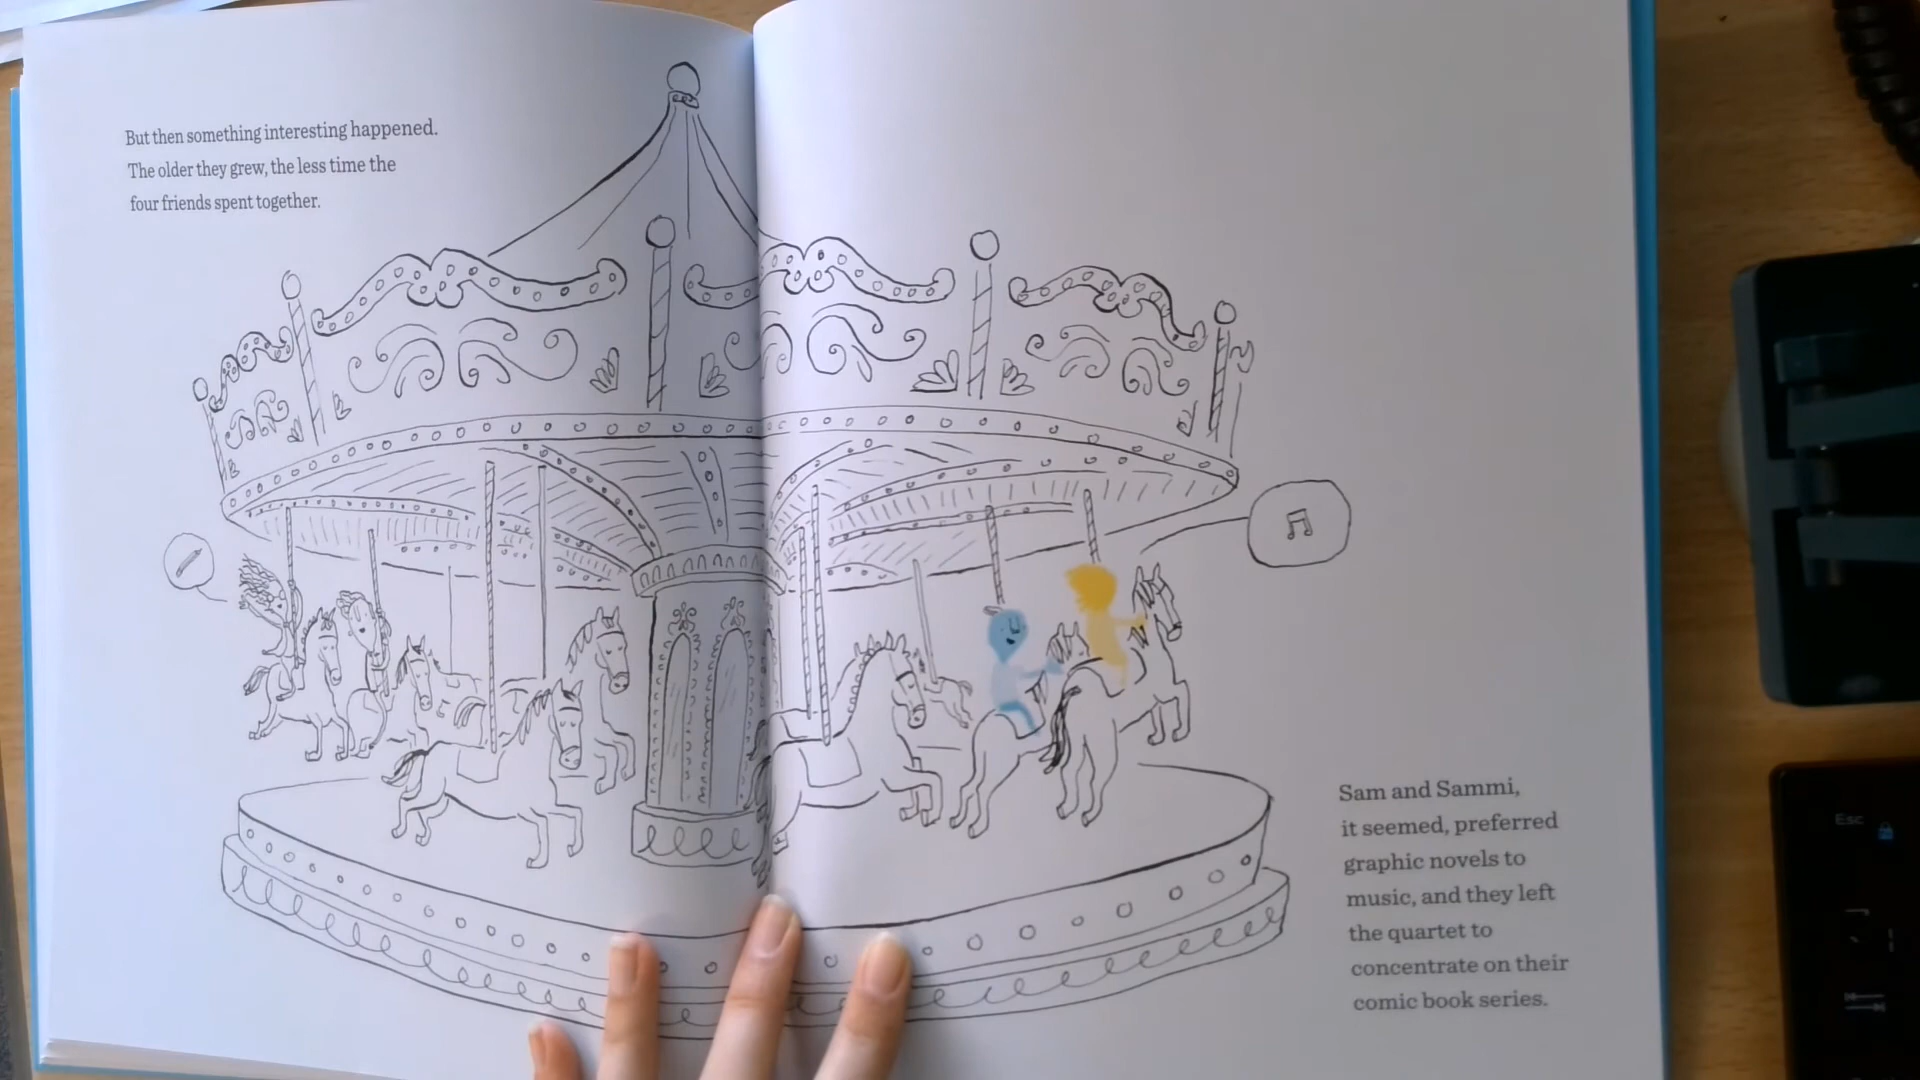 But then something interesting happened.
The older they grew, the less time the
four friends spent together.
Sam and Sammi,
it seemed, preferred
graphic novels to
music, and they left
the quartet to
concentrate on their
comic book series.
Esc